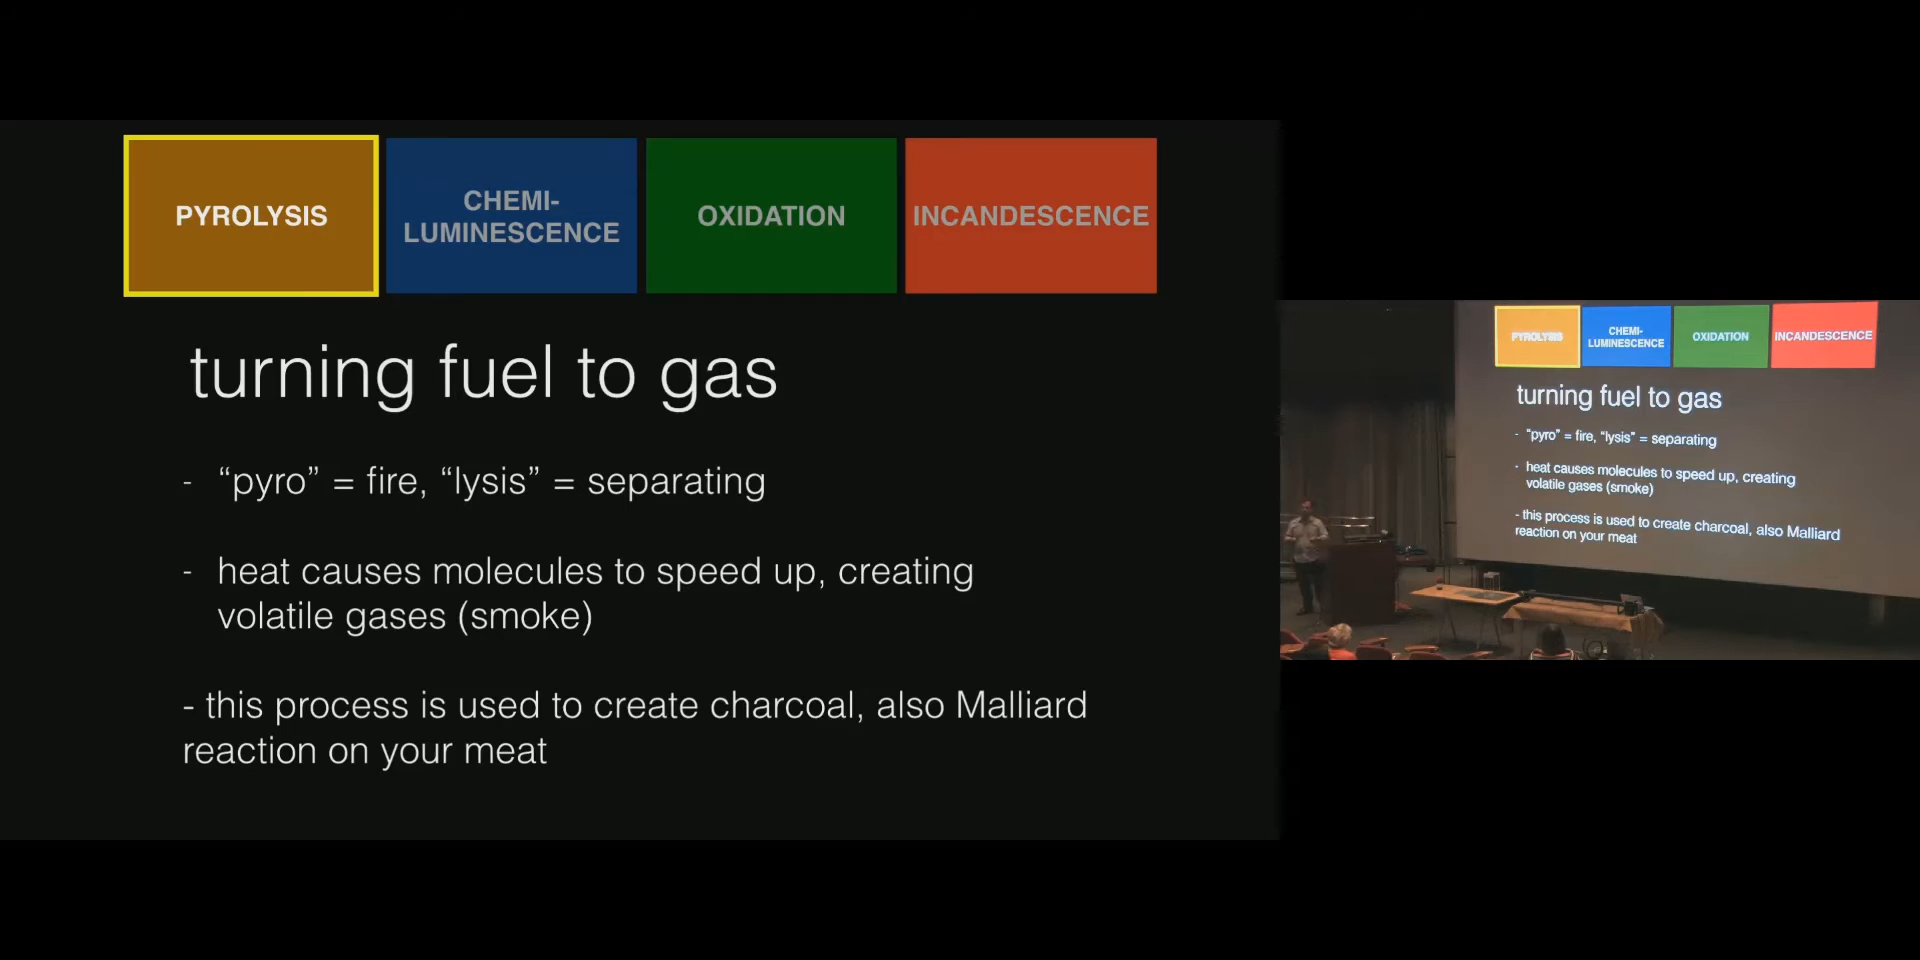 PYROLYSIS
CHEMI-
LUMINESCENCE
OXIDATION
INCANDESCENCE
turning fuel to gas
- “pyro” = fire, “lysis” = separating
- heat causes molecules to speed up, creating
volatile gases (smoke)
- this process is used to create charcoal, also Malliard
reaction on your meat
PYROLYSIS
CHEMI-
LUMINESCENCE
OXIDATION
INCANDESCENCE
turning fuel to gas
- “pyro” = fire, “lysis” = separating
- heat causes molecules to speed up, creating
volatile gases (smoke)
- this process is used to create charcoal, also Malliard
reaction on your meat